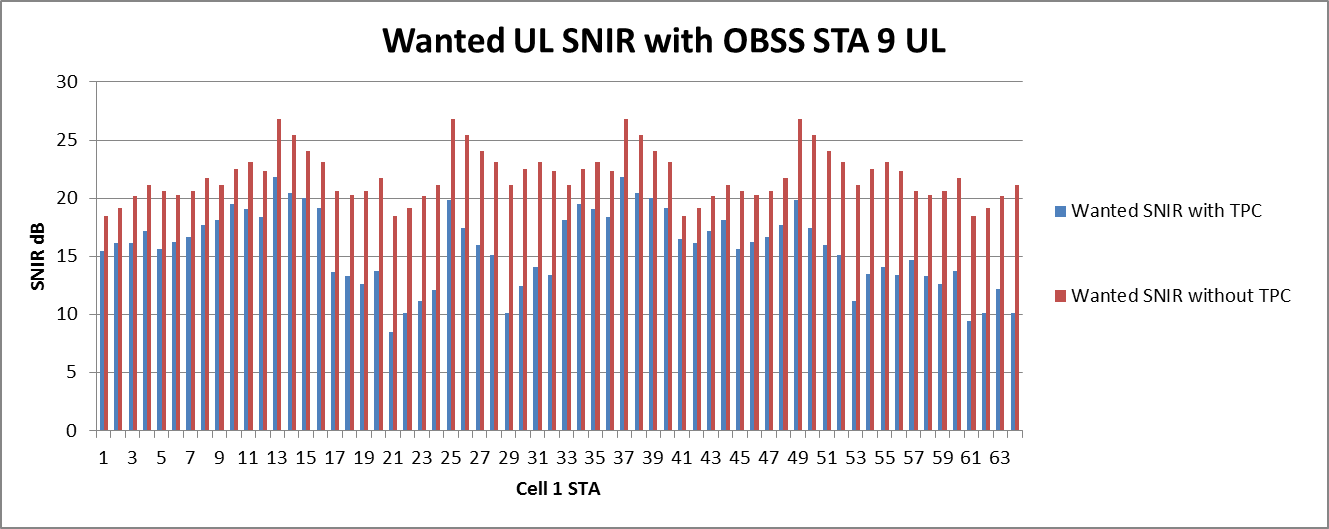 Wanted UL SNIR with OBSS STA 9 UL
30
25
20
15
10
5
0
SNIR dB
1 3 5 7 9 11 13 15 17 19 21 23 25 27 29 31 33 35 37 39 41 43 45 47 49 51 53 55 57 59 61 63
Cell 1 STA
Wanted SNIR with TPC
Wanted SNIR without TPC